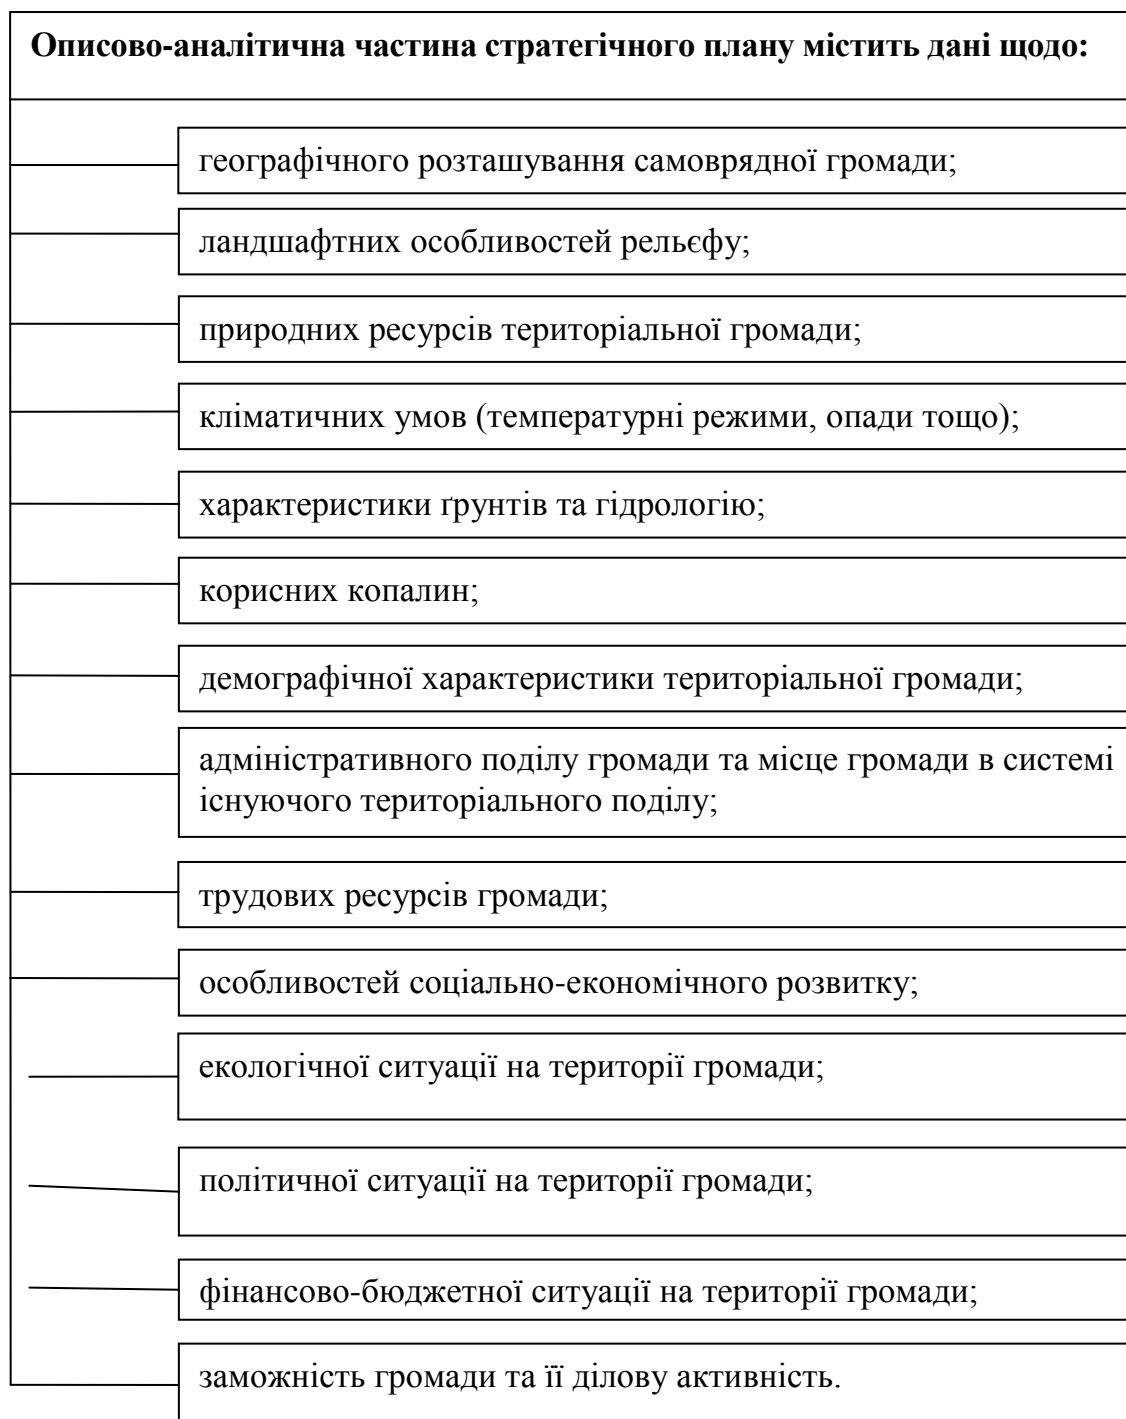 Описово-аналітична частина стратегічного плану містить дані щодо:
географічного розташування самоврядної громади;
ландшафтних особливостей рельєфу;
природних ресурсів територіальної громади;
кліматичних умов (температурні режими, опади тощо);
характеристики ґрунтів та гідрологію;
корисних копалин;
демографічної характеристики територіальної громади;
адміністративного поділу громади та місце громади в системі
існуючого територіального поділу;
трудових ресурсів громади;
особливостей соціально-економічного розвитку;
екологічної ситуації на території громади;
політичної ситуації на території громади;
фінансово-бюджетної ситуації на території громади;
заможність громади та її ділову активність.